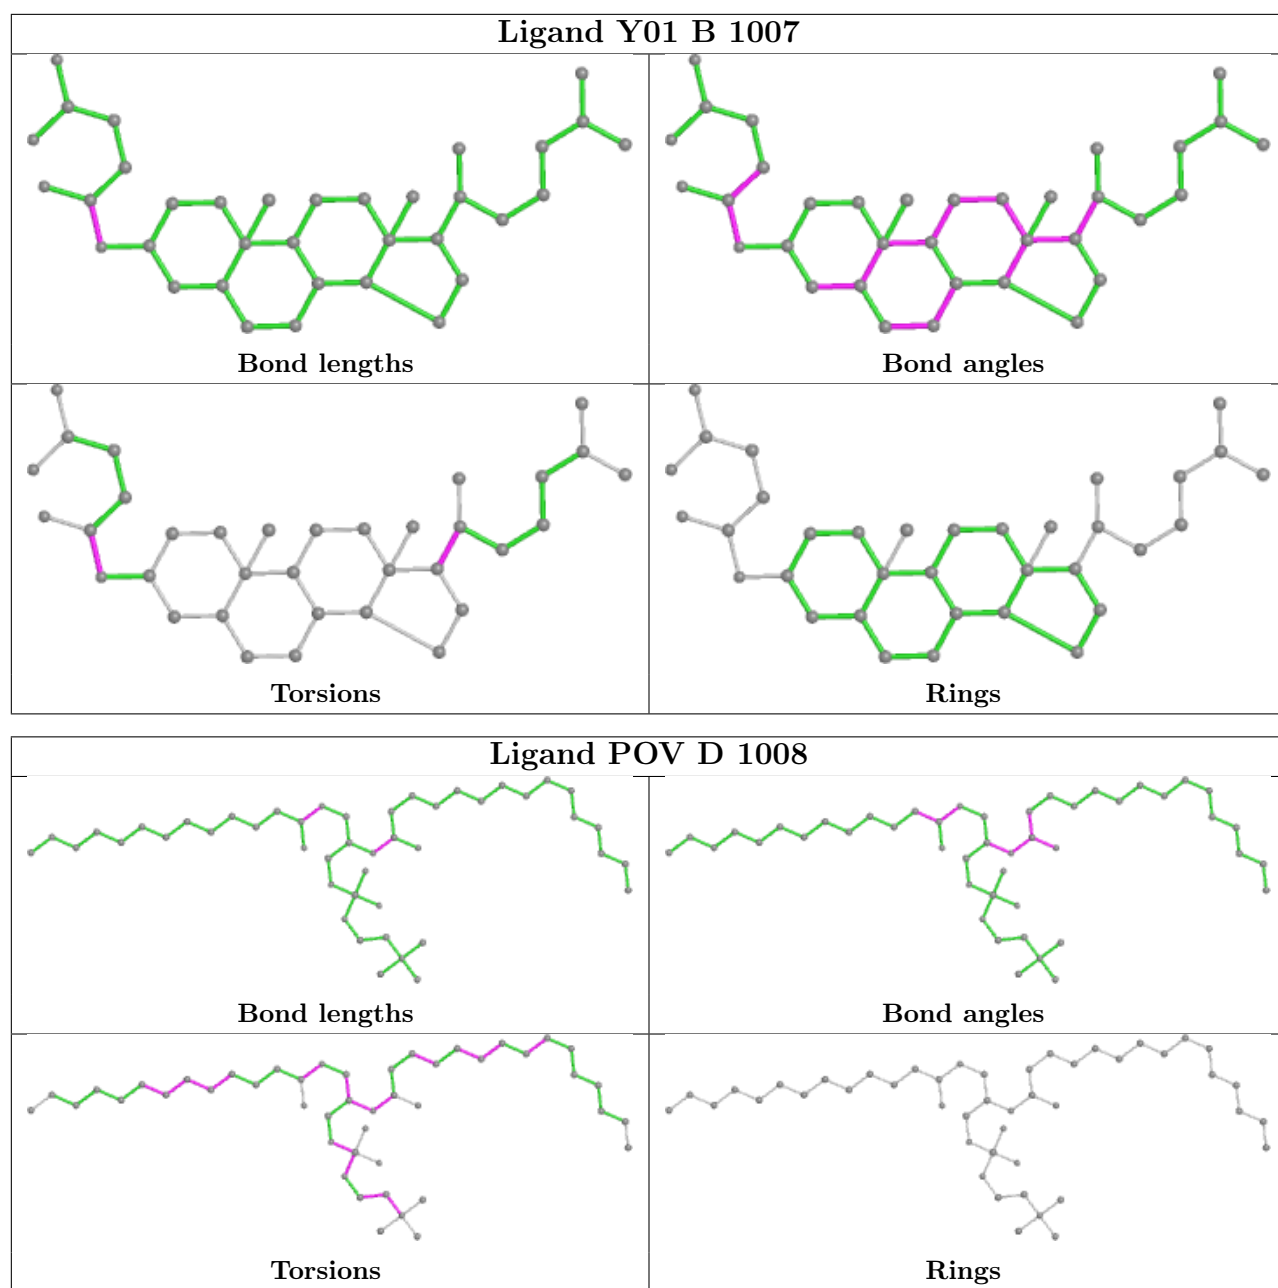 Ligand Y01 B 1007
Bond lengths
Bond angles
Torsions
Rings
Ligand POV D 1008
Bond lengths
Bond angles
Torsions
Rings